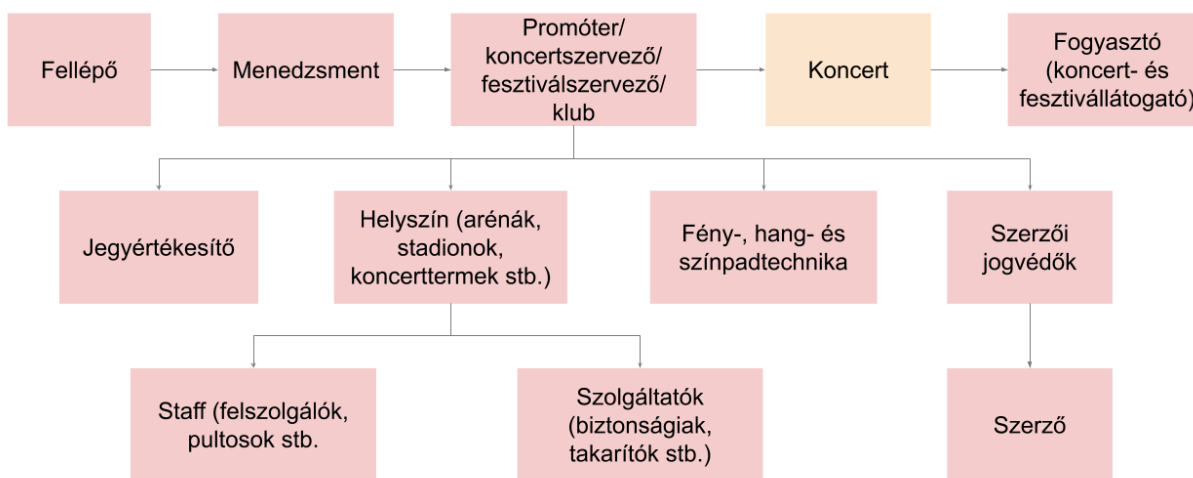 Fellépő
Menedzsment
Promóter/
koncertszervező/
fesztiválszervező/
klub
Koncert
Fogyasztó
(koncert- és
fesztivállátogató)
Jegyértékesítő
Helyszín (arénák,
stadionok,
koncerttermek stb.)
Fény-, hang- és
színpadtechnika
Szerzői
jogvédők
Staff (felszolgálók,
pultosok stb.
Szolgáltatók
(biztonságiak,
takarítók stb.)
Szerző